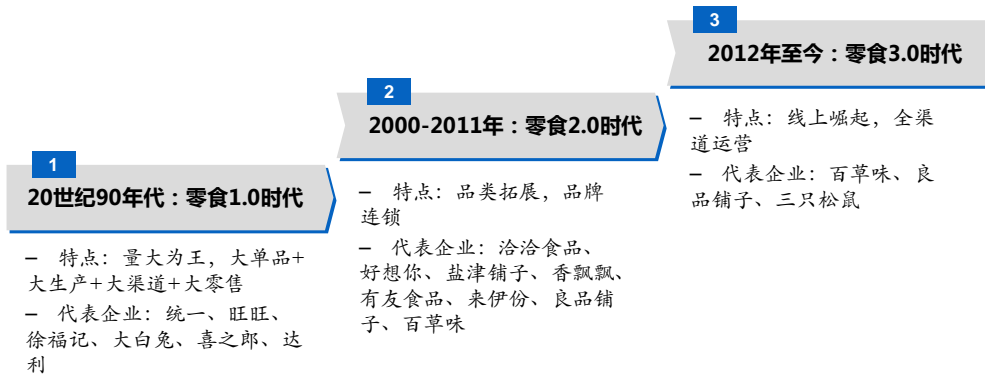 1
20世纪90年代：零食1.0时代
– 特点：量大为王，大单品+
大生产+大渠道+大零售
– 代表企业：统一、旺旺、
徐福记、大白兔、喜之郎、达
利
2
2000-2011年：零食2.0时代
– 特点：品类拓展，品牌
连锁
– 代表企业：洽洽食品、
好想你、盐津铺子、香飘飘、
有友食品、来伊份、良品铺
子、百草味
3
2012年至今：零食3.0时代
– 特点：线上崛起，全渠
道运营
– 代表企业：百草味、良
品铺子、三只松鼠